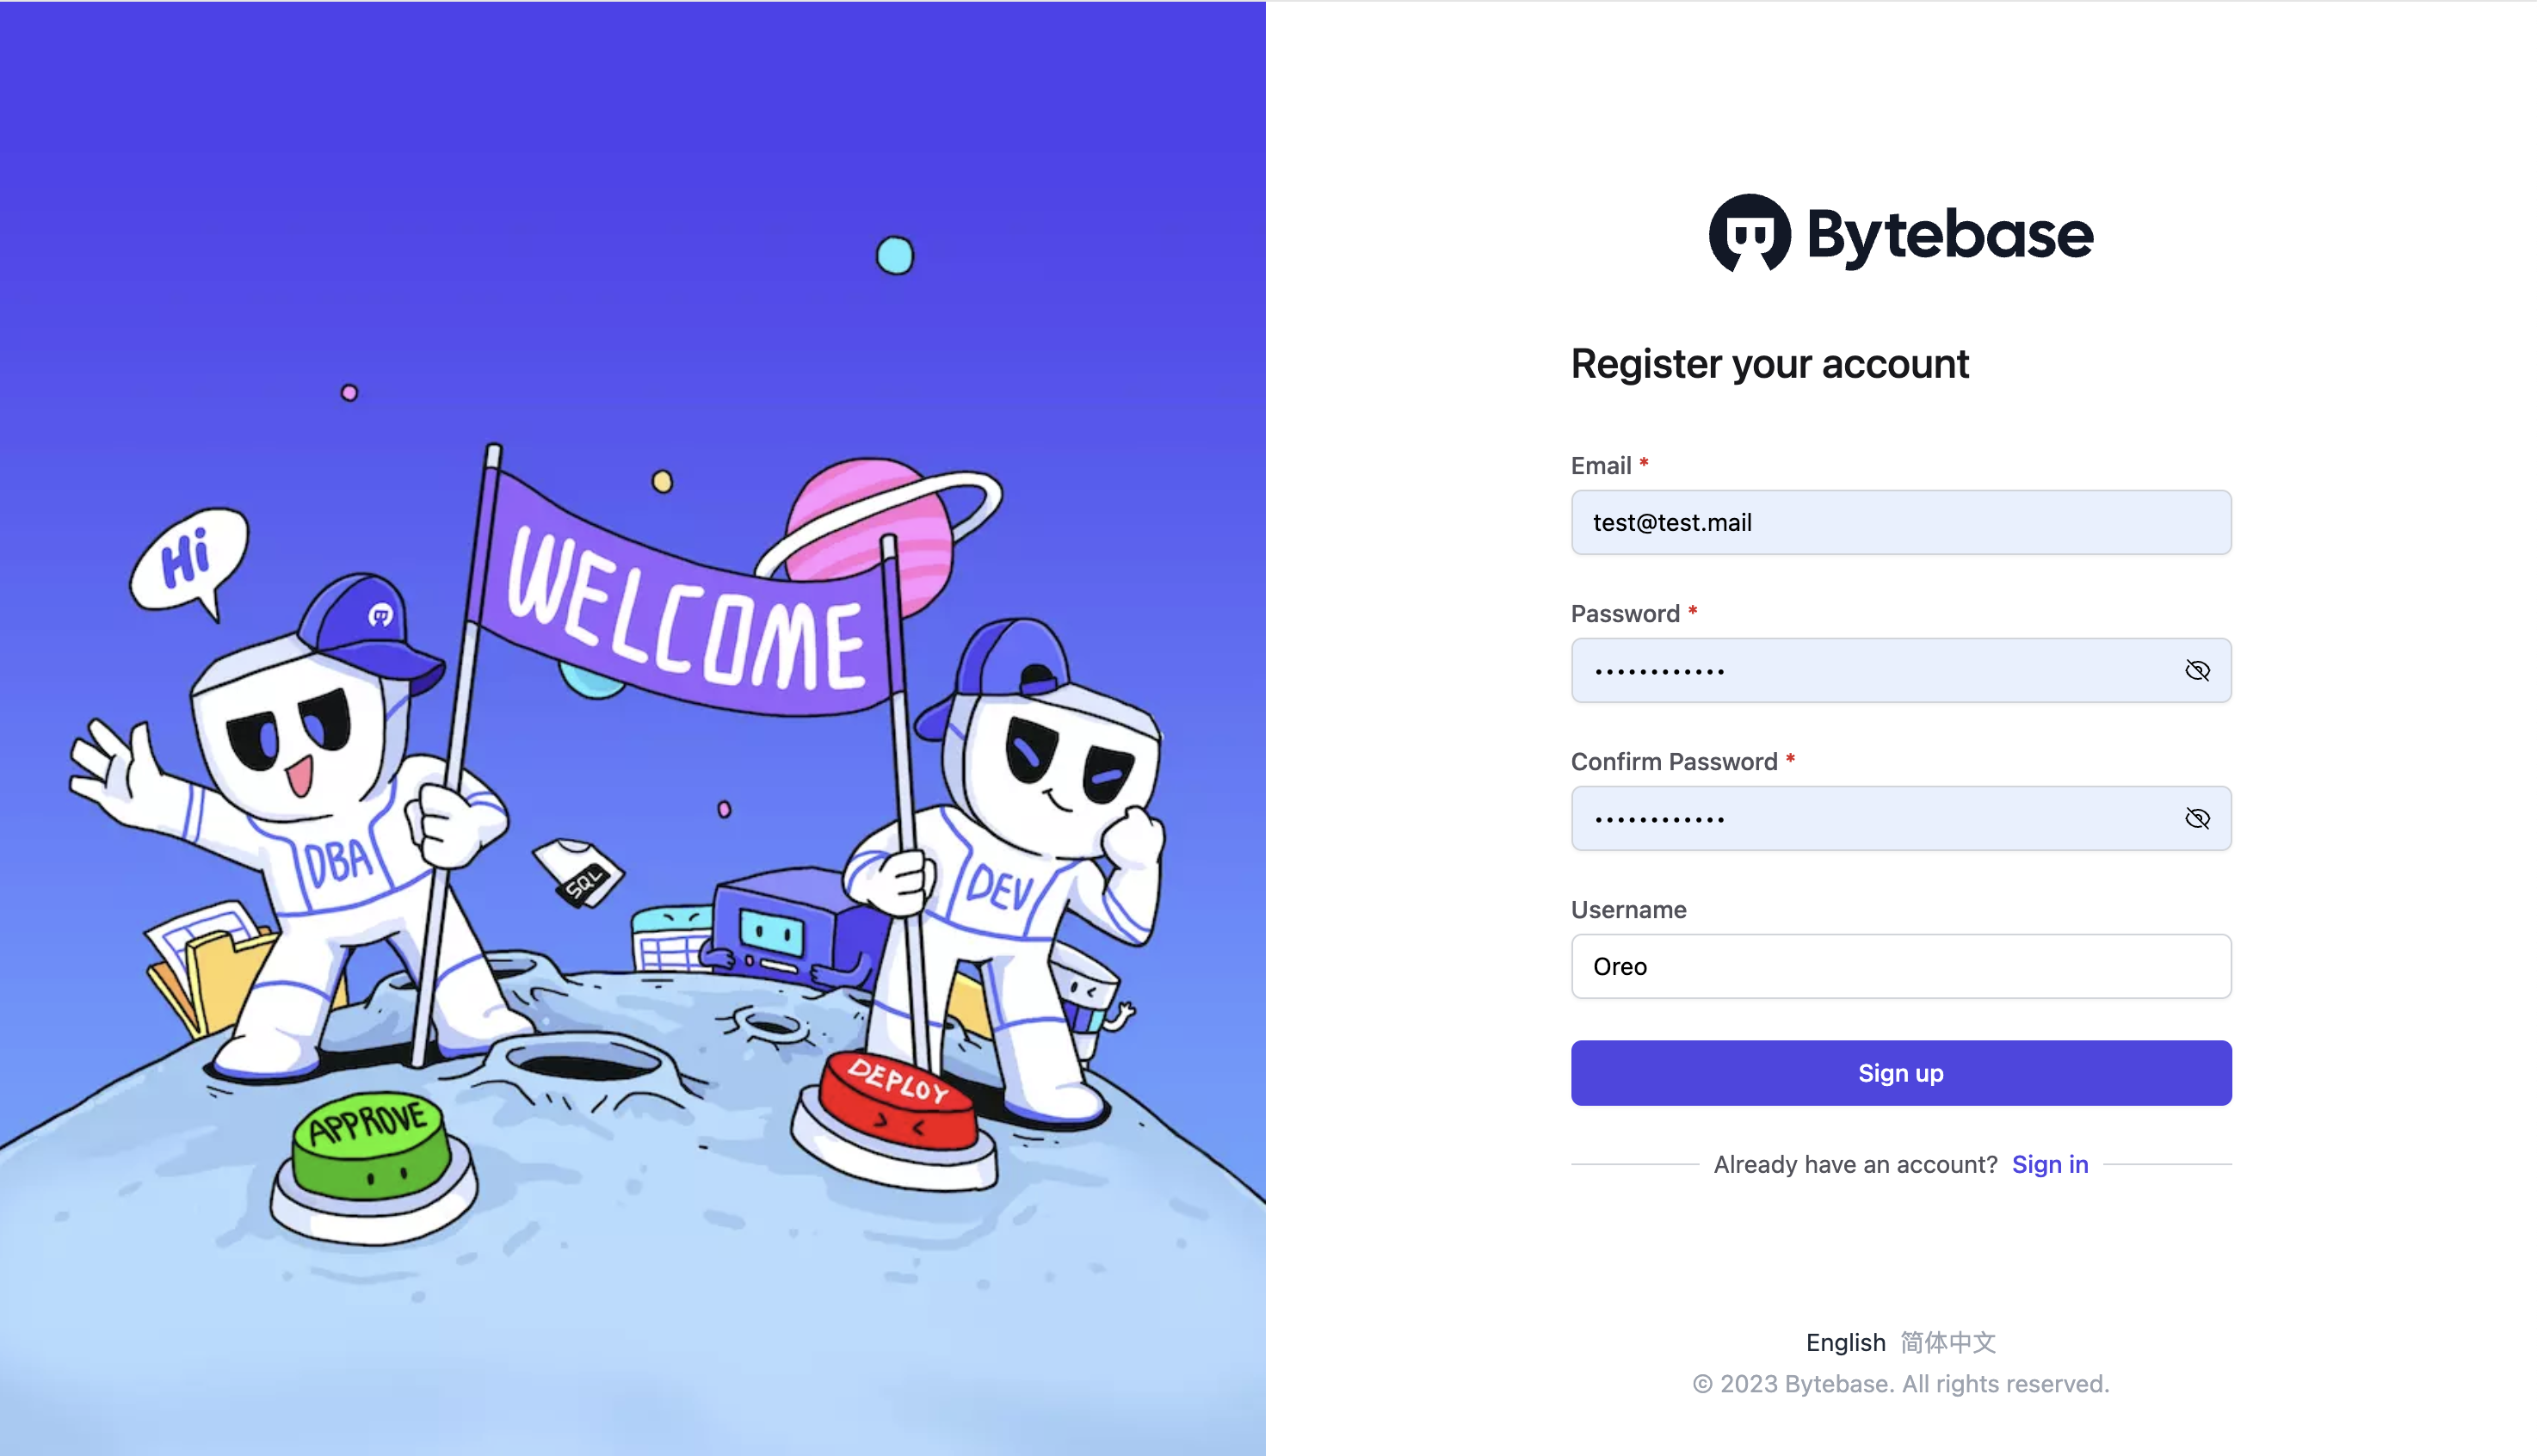 Hi
WELCOME
DBA
DEV
SQL
APPROVE
DEPLOY
Bytebase
Register your account
Email *
test@test.mail
Password *
••••••••••••
Confirm Password *
••••••••••••
Username
Oreo
Sign up
Already have an account? Sign in
English 简体中文
© 2023 Bytebase. All rights reserved.